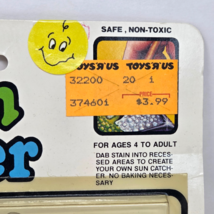 SAFE, NON-TOXIC
TOYS R US TOYS R US
32200 20 1
374601 $3.99
n
er
FOR AGES 4 TO ADULT
DAB STAIN INTO RECES-
SED AREAS TO CREATE
YOUR OWN SUN CATCH-
ER. NO BAKING NECES-
SARY